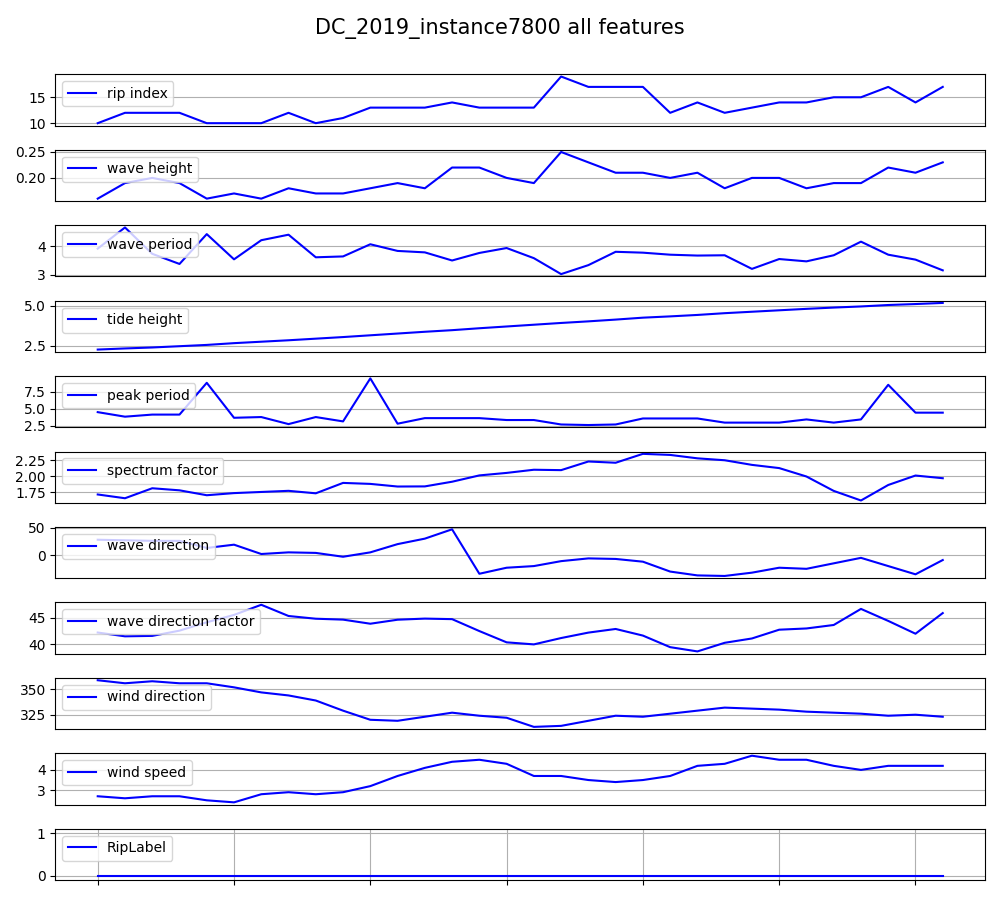 DC_2019_instance7800 all features
rip index
15
10
wave height
0.25
0.20
wave period
4
3
tide height
5.0
2.5
peak period
7.5
5.0
2.5
spectrum factor
2.25
2.00
1.75
wave direction
50
0
wave direction factor
45
40
wind direction
350
325
wind speed
4
3
RipLabel
1
0